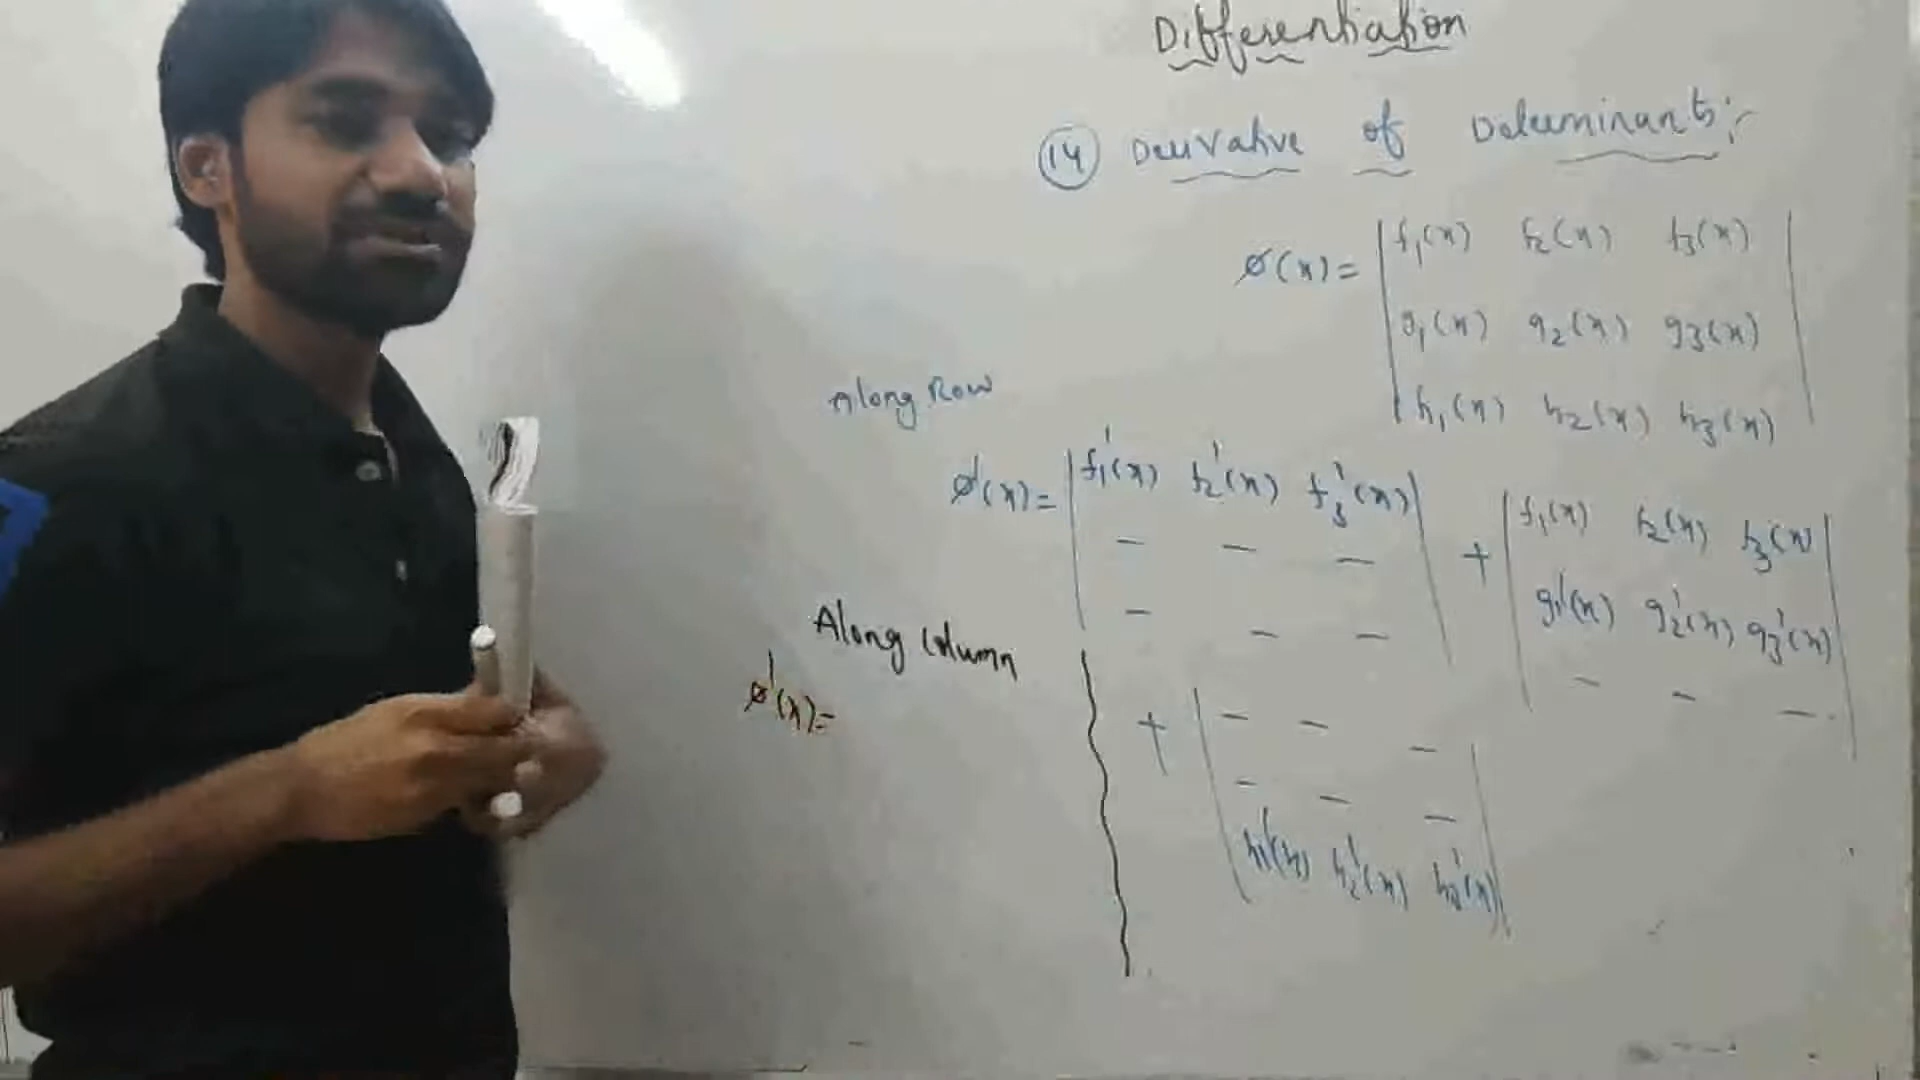 Differentiation
(14) Derivative of Determinants:-
ø(x)= | f₁(x) f₂(x) f₃(x) |
| g₁(x) g₂(x) g₃(x) |
| h₁(x) h₂(x) h₃(x) |
Along Row
ø'(x)= | f₁'(x) f₂'(x) f₃'(x) | + | f₁(x) f₂(x) f₃(x) |
| — — — | | g₁'(x) g₂'(x) g₃'(x) |
| — — — | | — — — |
+ | — — — |
| — — — |
| h₁'(x) h₂'(x) h₃'(x) |
Along Column
ø'(x)=